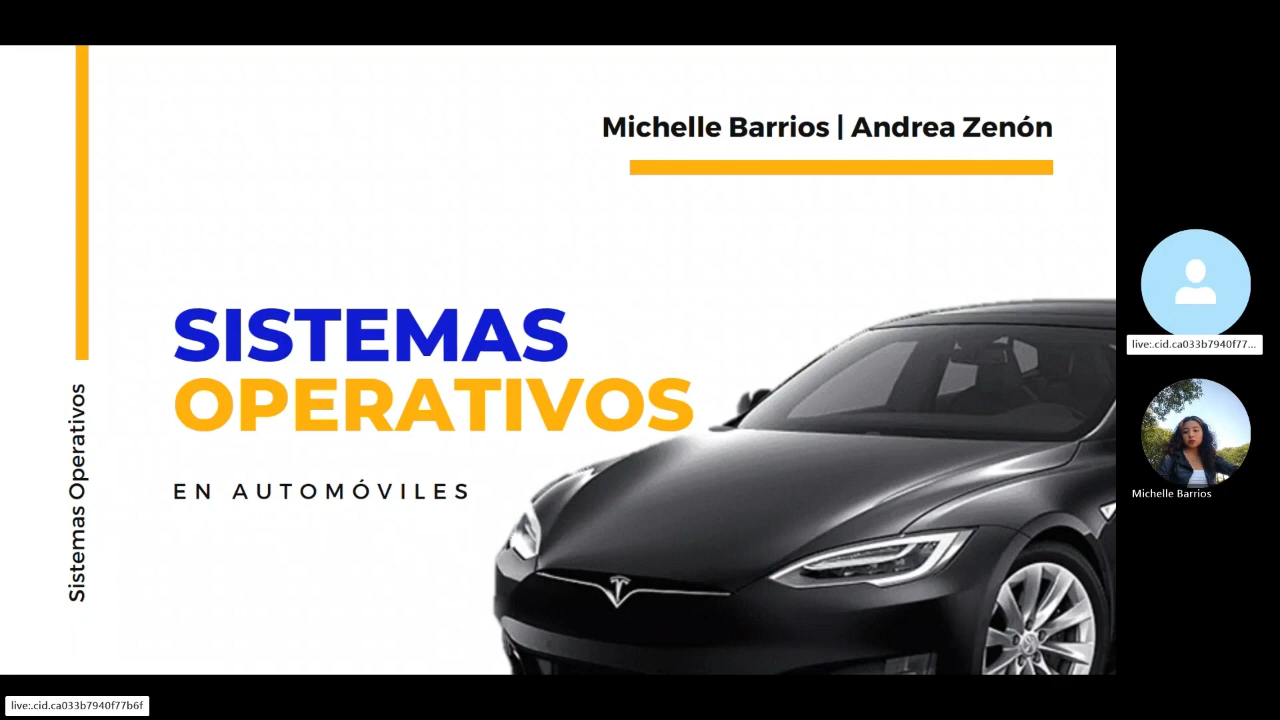 Michelle Barrios | Andrea Zenón
SISTEMAS
OPERATIVOS
EN AUTOMÓVILES
Sistemas Operativos
live:.cid.ca033b7940f77...
Michelle Barrios
live:.cid.ca033b7940f77b6f